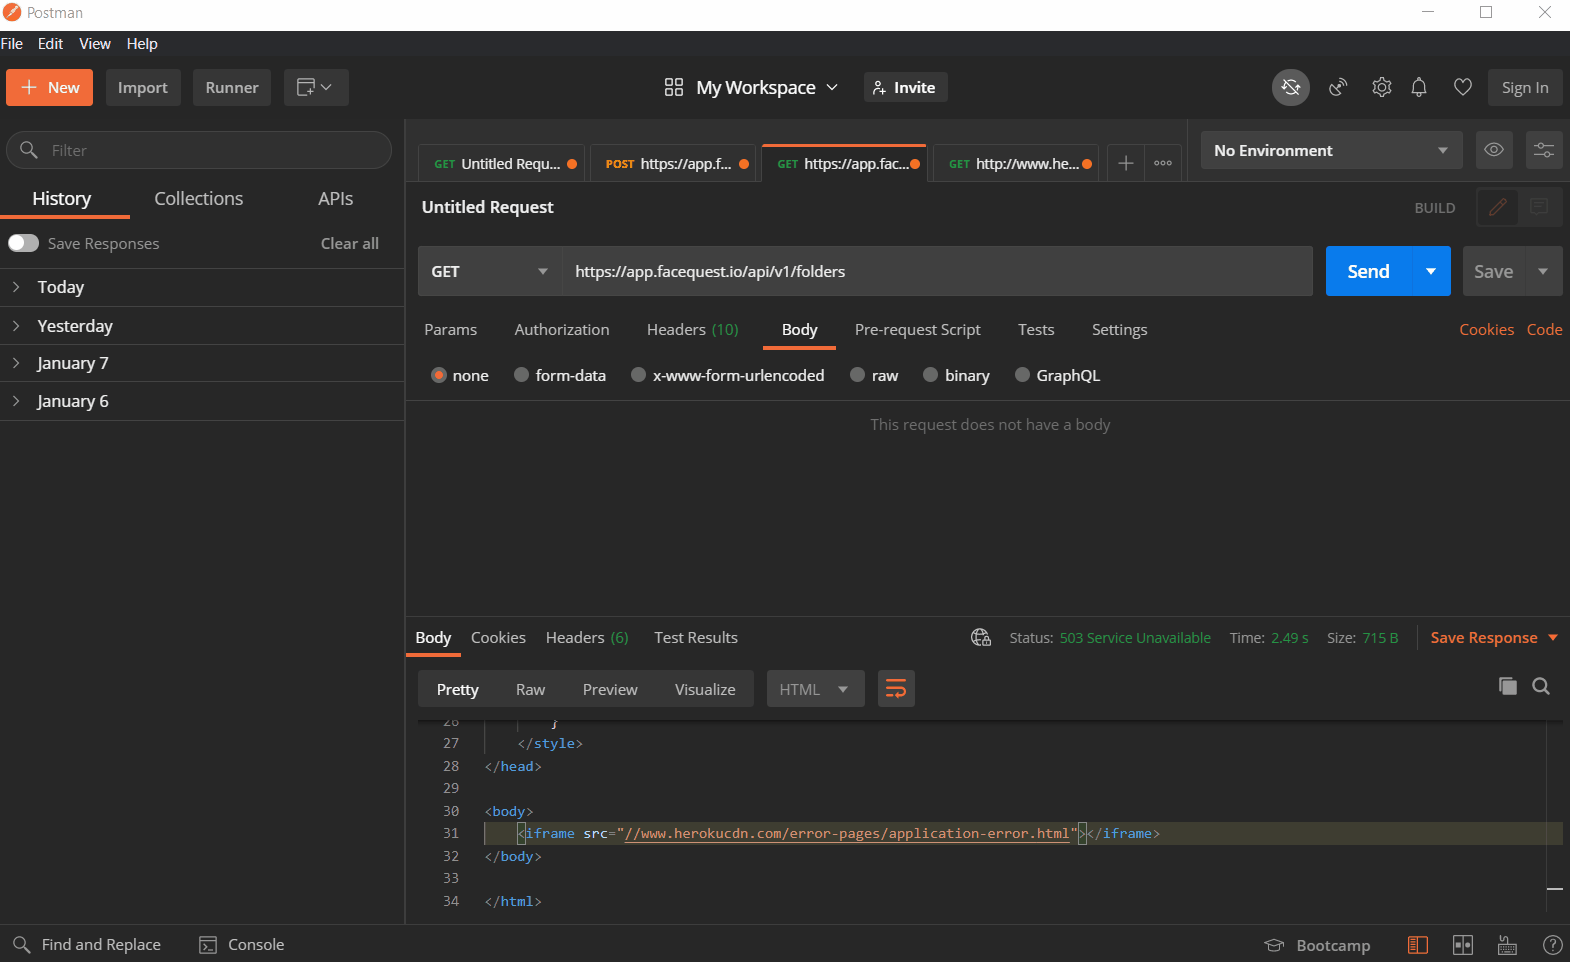 Postman
File Edit View Help
New Import Runner My Workspace Invite Sign In
Filter
History Collections APIs
Save Responses Clear all
Today
Yesterday
January 7
January 6
GET Untitled Requ... POST https://app.f... GET https://app.fac... GET http://www.he... No Environment
Untitled Request BUILD
GET https://app.facequest.io/api/v1/folders Send Save
Params Authorization Headers (10) Body Pre-request Script Tests Settings Cookies Code
none form-data x-www-form-urlencoded raw binary GraphQL
This request does not have a body
Body Cookies Headers (6) Test Results Status: 503 Service Unavailable Time: 2.49 s Size: 715 B Save Response
Pretty Raw Preview Visualize HTML
26 }
27 </style>
28 </head>
29
30 <body>
31 <iframe src="//www.herokucdn.com/error-pages/application-error.html"></iframe>
32 </body>
33
34 </html>
Find and Replace Console Bootcamp